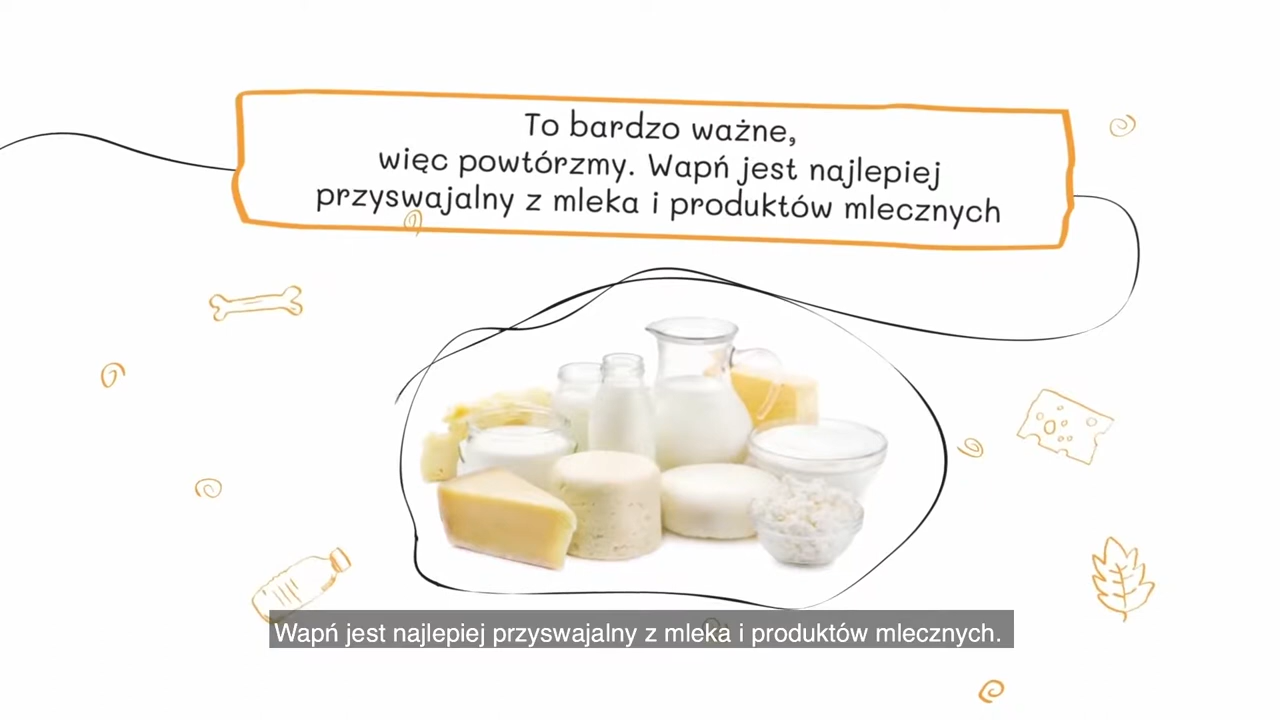 To bardzo ważne,
więc powtórzmy. Wapń jest najlepiej
przyswajalny z mleka i produktów mlecznych
Wapń jest najlepiej przyswajalny z mleka i produktów mlecznych.